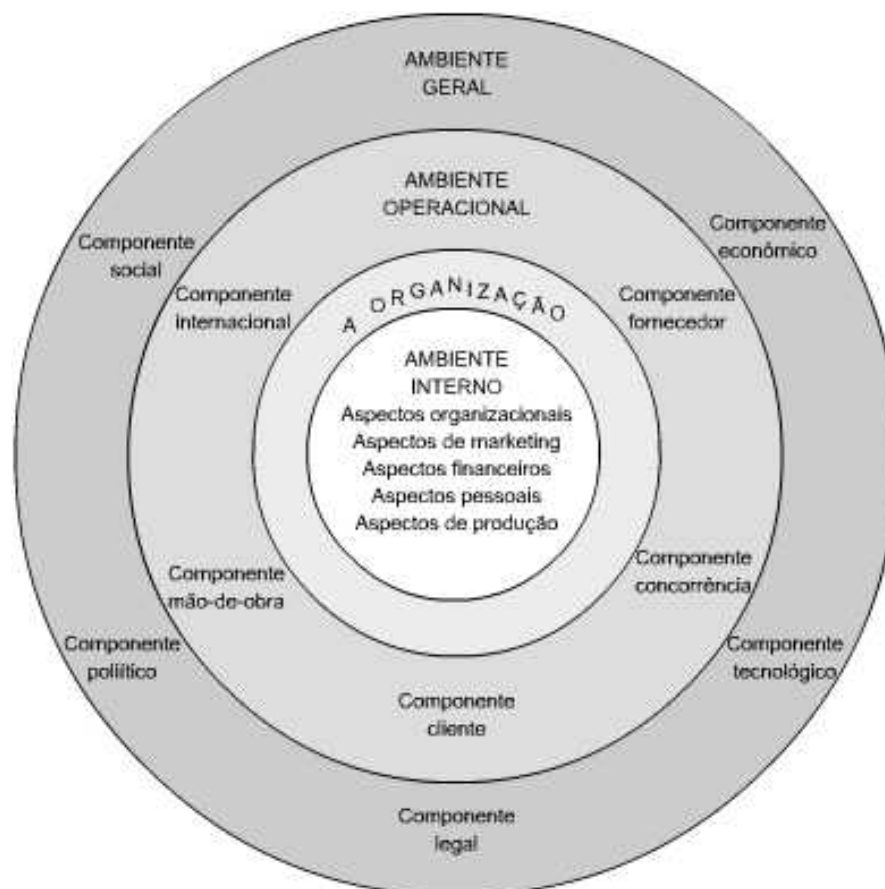 AMBIENTE
GERAL
AMBIENTE
OPERACIONAL
Componente
social
Componente
econômico
Componente
internacional
Componente
fornecedor
A ORGANIZAÇÃO
AMBIENTE
INTERNO
Aspectos organizacionais
Aspectos de marketing
Aspectos financeiros
Aspectos pessoais
Aspectos de produção
Componente
mão-de-obra
Componente
concorrência
Componente
poliítico
Componente
tecnológico
Componente
cliente
Componente
legal